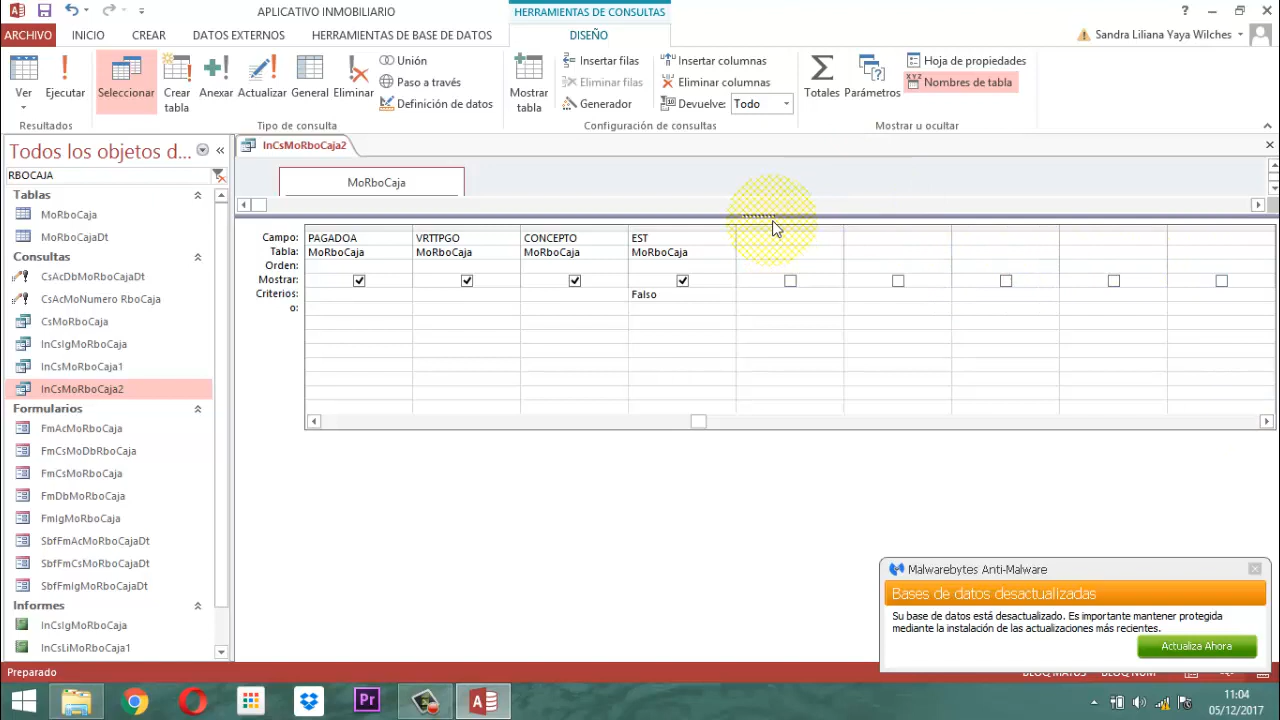 APLICATIVO INMOBILIARIO
HERRAMIENTAS DE CONSULTAS
?
ARCHIVO INICIO CREAR DATOS EXTERNOS HERRAMIENTAS DE BASE DE DATOS DISEÑO
Sandra Liliana Yaya Wilches
Ver
Ejecutar
Resultados
Seleccionar
Crear tabla
Anexar
Actualizar
General
Eliminar
Unión
Paso a través
Definición de datos
Tipo de consulta
Mostrar tabla
Insertar filas
Eliminar filas
Generador
Insertar columnas
Eliminar columnas
Devuelve: Todo
Configuración de consultas
Totales
Parámetros
Hoja de propiedades
Nombres de tabla
Mostrar u ocultar
Todos los objetos d...
RBOCAJA
Tablas
MoRboCaja
MoRboCajaDt
Consultas
CsAcDbMoRboCajaDt
CsAcMoNumero RboCaja
CsMoRboCaja
InCsIgMoRboCaja
InCsMoRboCaja1
InCsMoRboCaja2
Formularios
FmAcMoRboCaja
FmCsMoDbRboCaja
FmCsMoRboCaja
FmDbMoRboCaja
FmIgMoRboCaja
SbfFmAcMoRboCajaDt
SbfFmCsMoRboCajaDt
SbfFmIgMoRboCajaDt
Informes
InCsIgMoRboCaja
InCsLiMoRboCaja1
InCsMoRboCaja2
MoRboCaja
Campo: PAGADOA VRTTPGO CONCEPTO EST
Tabla: MoRboCaja MoRboCaja MoRboCaja MoRboCaja
Orden:
Mostrar:
Criterios: Falso
o:
Malwarebytes Anti-Malware
Bases de datos desactualizadas
Su base de datos está desactualizado. Es importante mantener protegida
mediante la instalación de las actualizaciones más recientes.
Actualiza Ahora
Preparado
BLOQ MAYÚS BLOQ NUM
Pr
11:04
05/12/2017